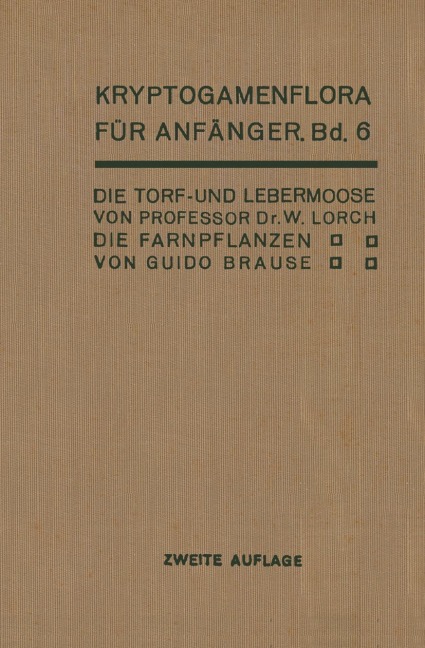 KRYPTOGAMENFLORA
FÜR ANFÄNGER. Bd. 6
DIE TORF-UND LEBERMOOSE
VON PROFESSOR Dr. W. LORCH
DIE FARNPFLANZEN
VON GUIDO BRAUSE
ZWEITE AUFLAGE